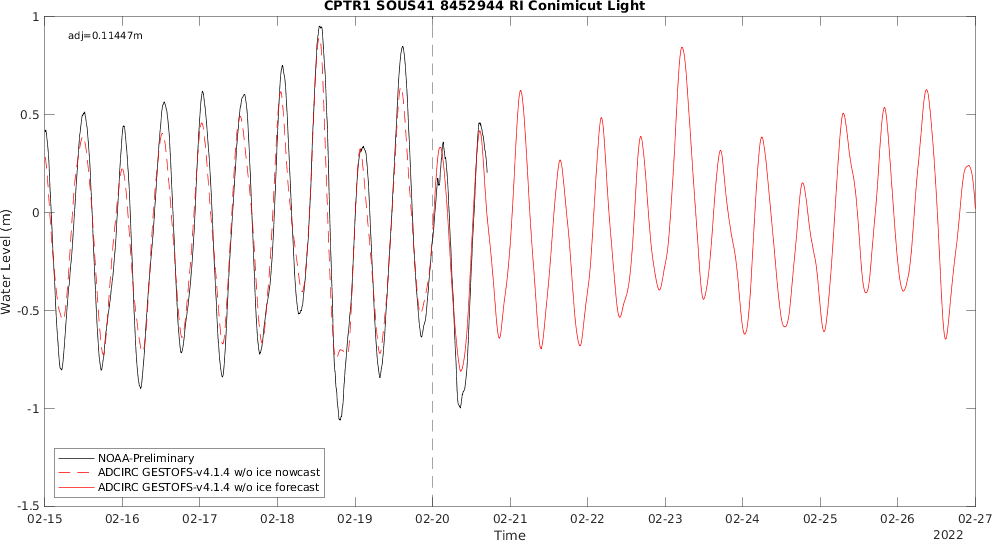 CPTR1 SOUS41 8452944 RI Conimicut Light
adj=0.11447m
1
0.5
0
-0.5
-1
-1.5
Water Level (m)
NOAA-Preliminary
ADCIRC GESTOFS-v4.1.4 w/o ice nowcast
ADCIRC GESTOFS-v4.1.4 w/o ice forecast
02-15 02-16 02-17 02-18 02-19 02-20 02-21 02-22 02-23 02-24 02-25 02-26 02-27
Time
2022